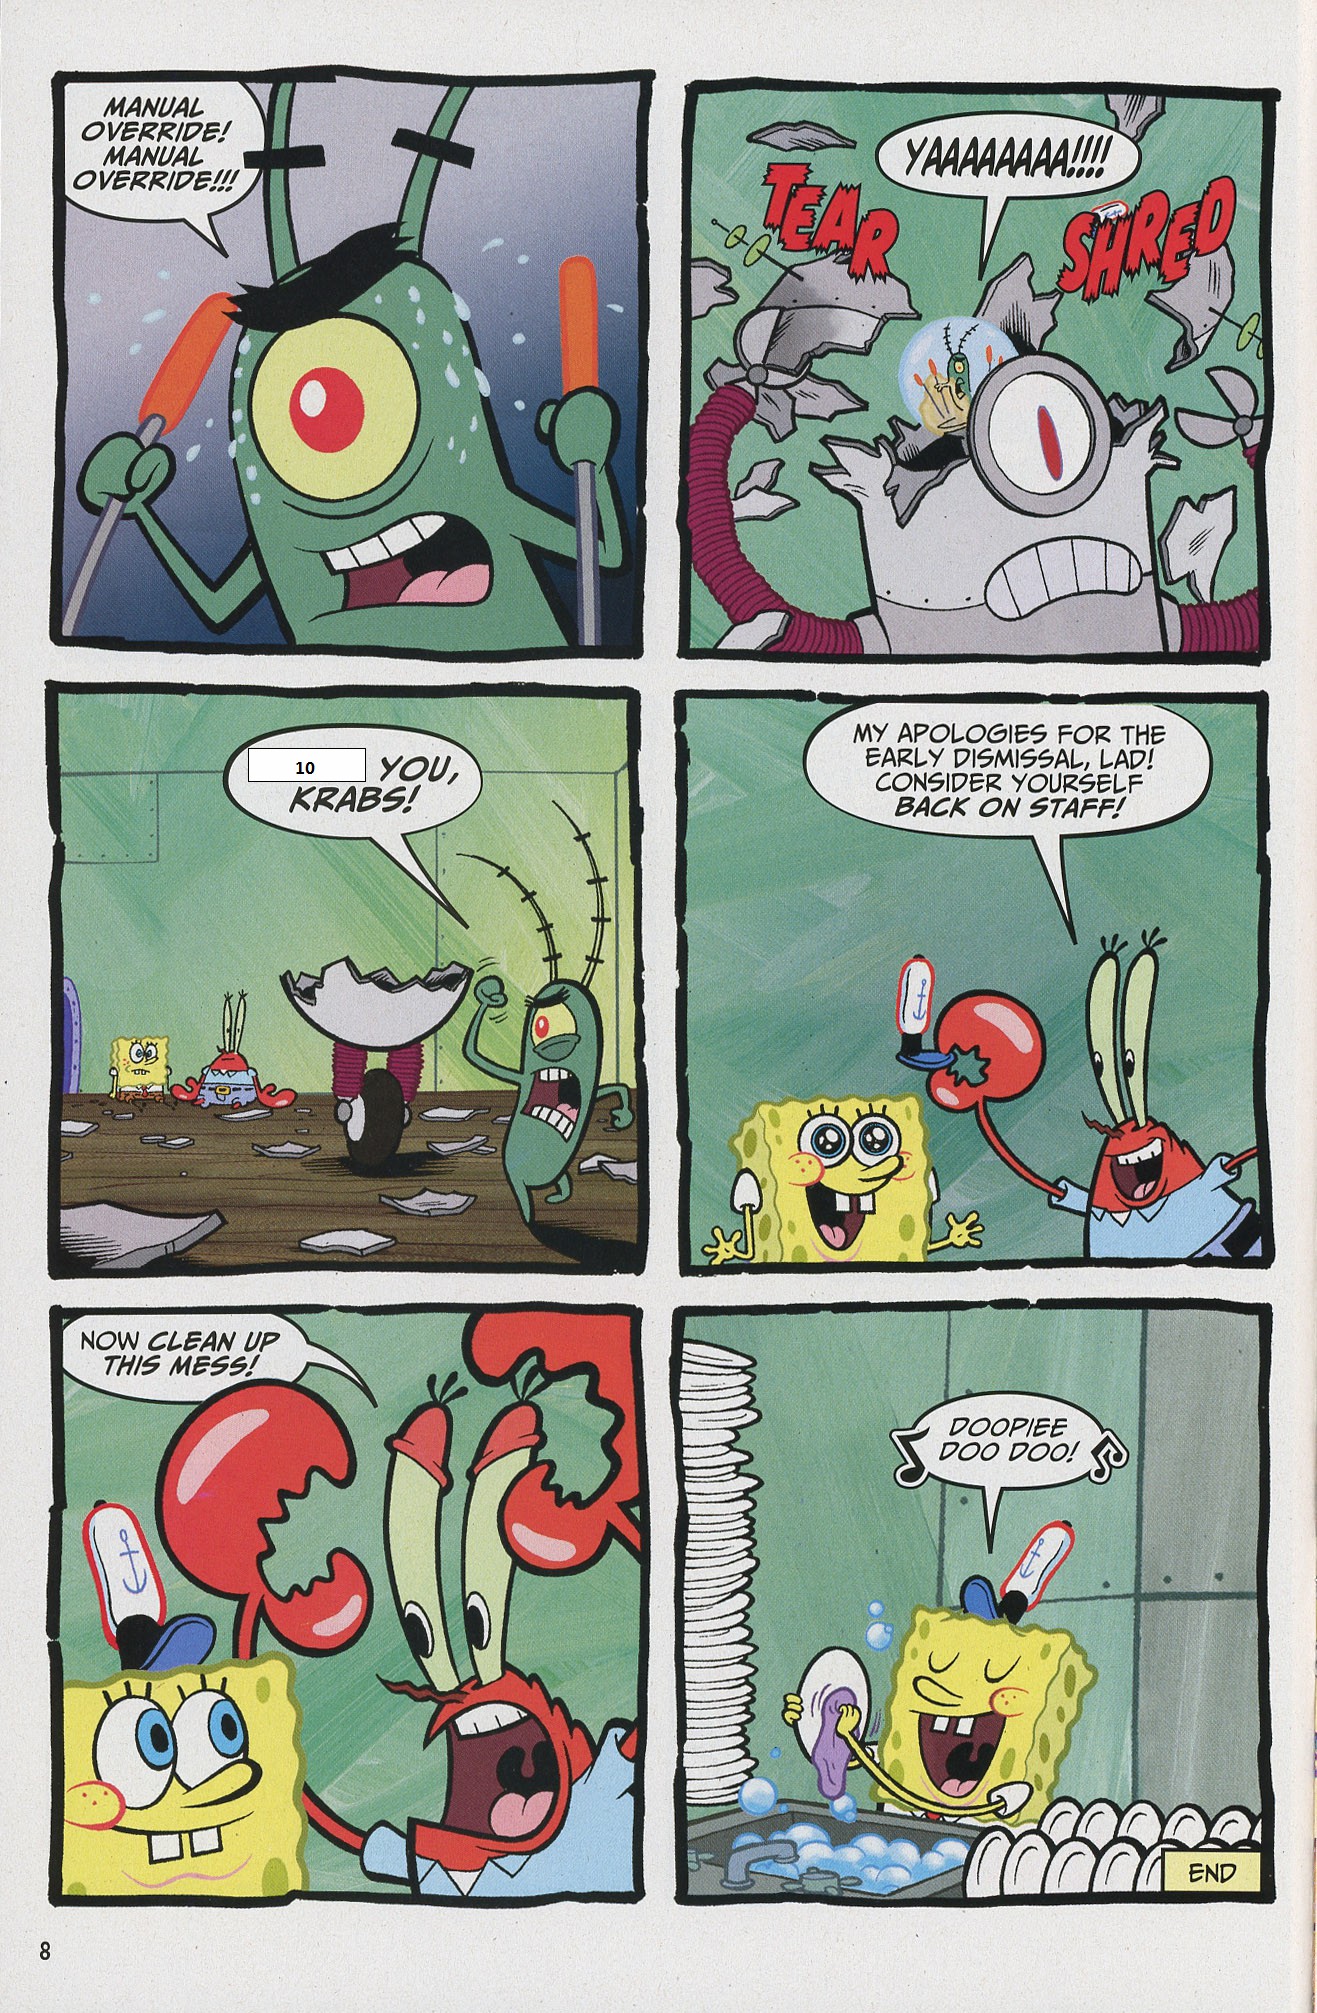 MANUAL
OVERRIDE!
MANUAL
OVERRIDE!!!
YAAAAAAAA!!!!
TEAR
SHRED
10 YOU,
KRABS!
MY APOLOGIES FOR THE
EARLY DISMISSAL, LAD!
CONSIDER YOURSELF
BACK ON STAFF!
NOW CLEAN UP
THIS MESS!
DOOPIEE
DOO DOO!
END
8